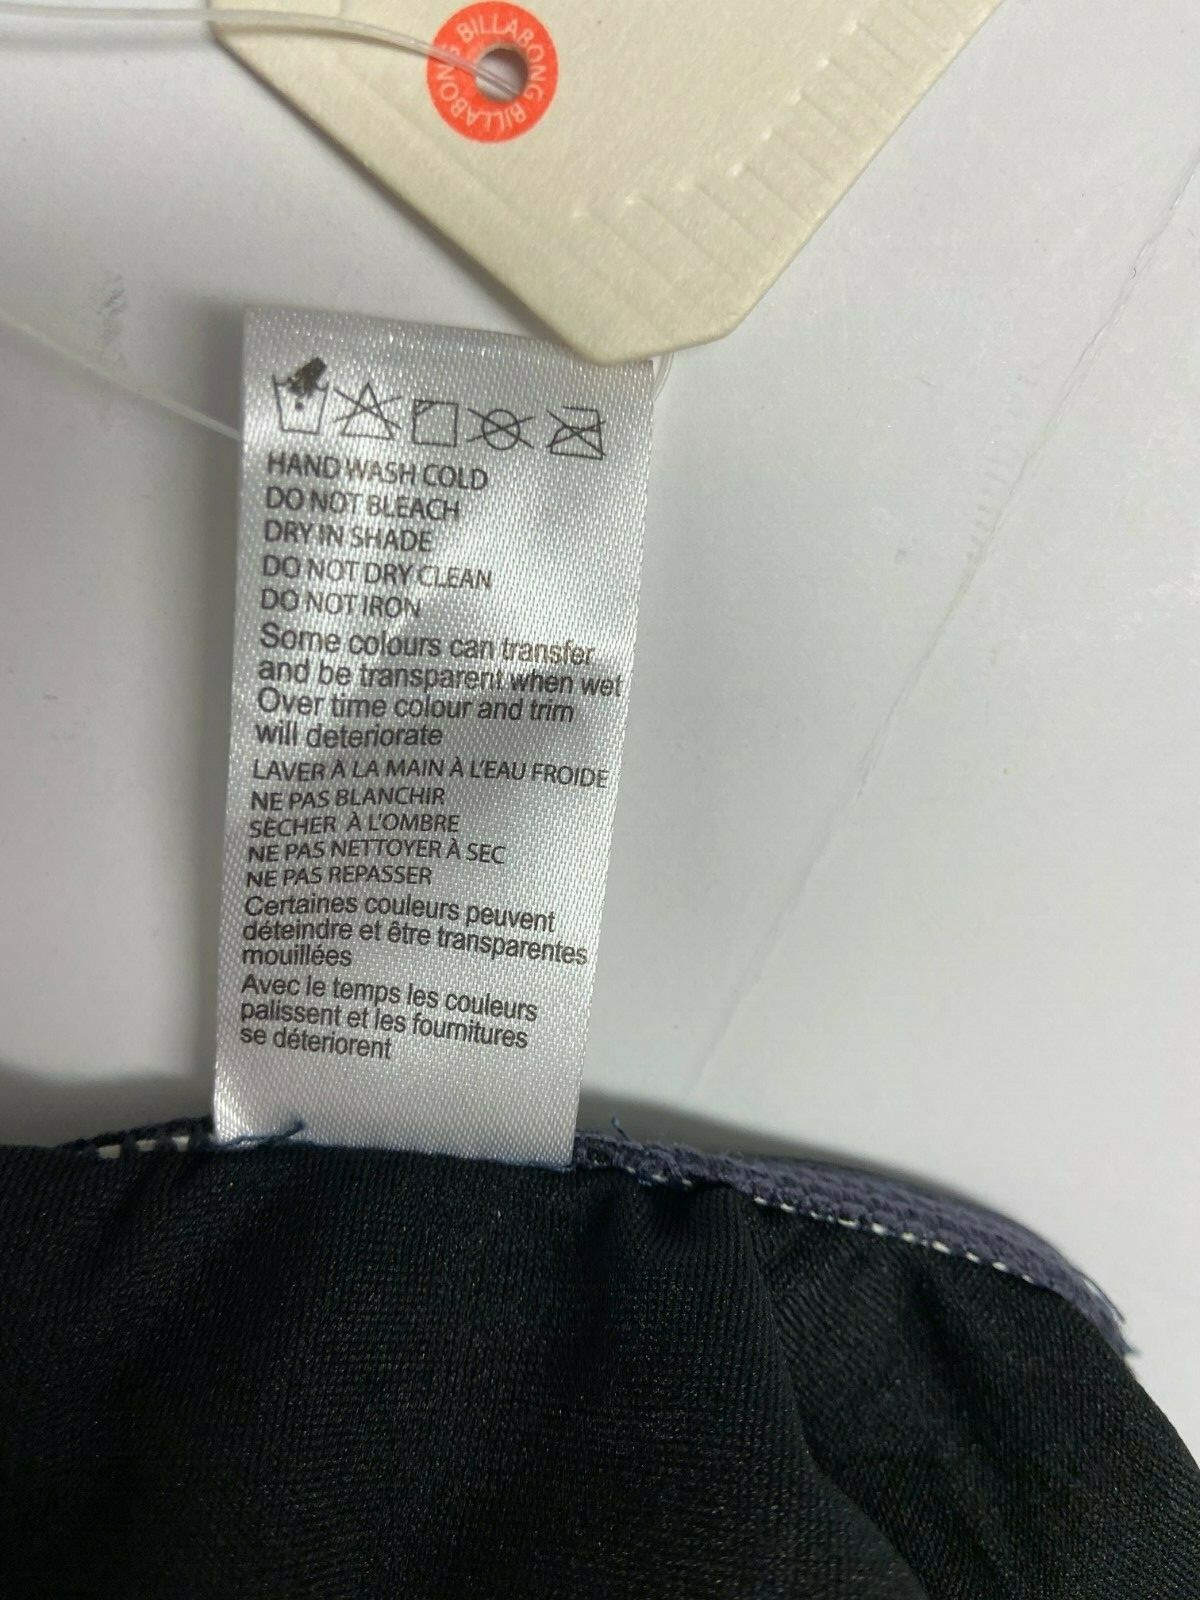 BILLABONG BILLABONG
HAND WASH COLD
DO NOT BLEACH
DRY IN SHADE
DO NOT DRY CLEAN
DO NOT IRON
Some colours can transfer
and be transparent when wet
Over time colour and trim
will deteriorate
LAVER À LA MAIN À L'EAU FROIDE
NE PAS BLANCHIR
SÈCHER À L'OMBRE
NE PAS NETTOYER À SEC
NE PAS REPASSER
Certaines couleurs peuvent
déteindre et être transparentes
mouillées
Avec le temps les couleurs
palissent et les fournitures
se déteriorent